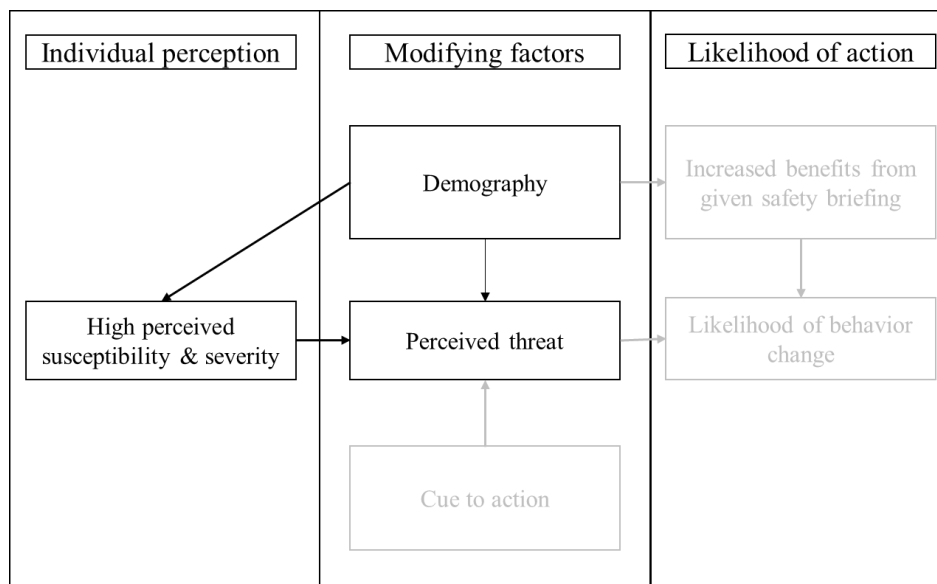 Individual perception
Modifying factors
Likelihood of action
Demography
Increased benefits from
given safety briefing
High perceived
susceptibility & severity
Perceived threat
Likelihood of behavior
change
Cue to action